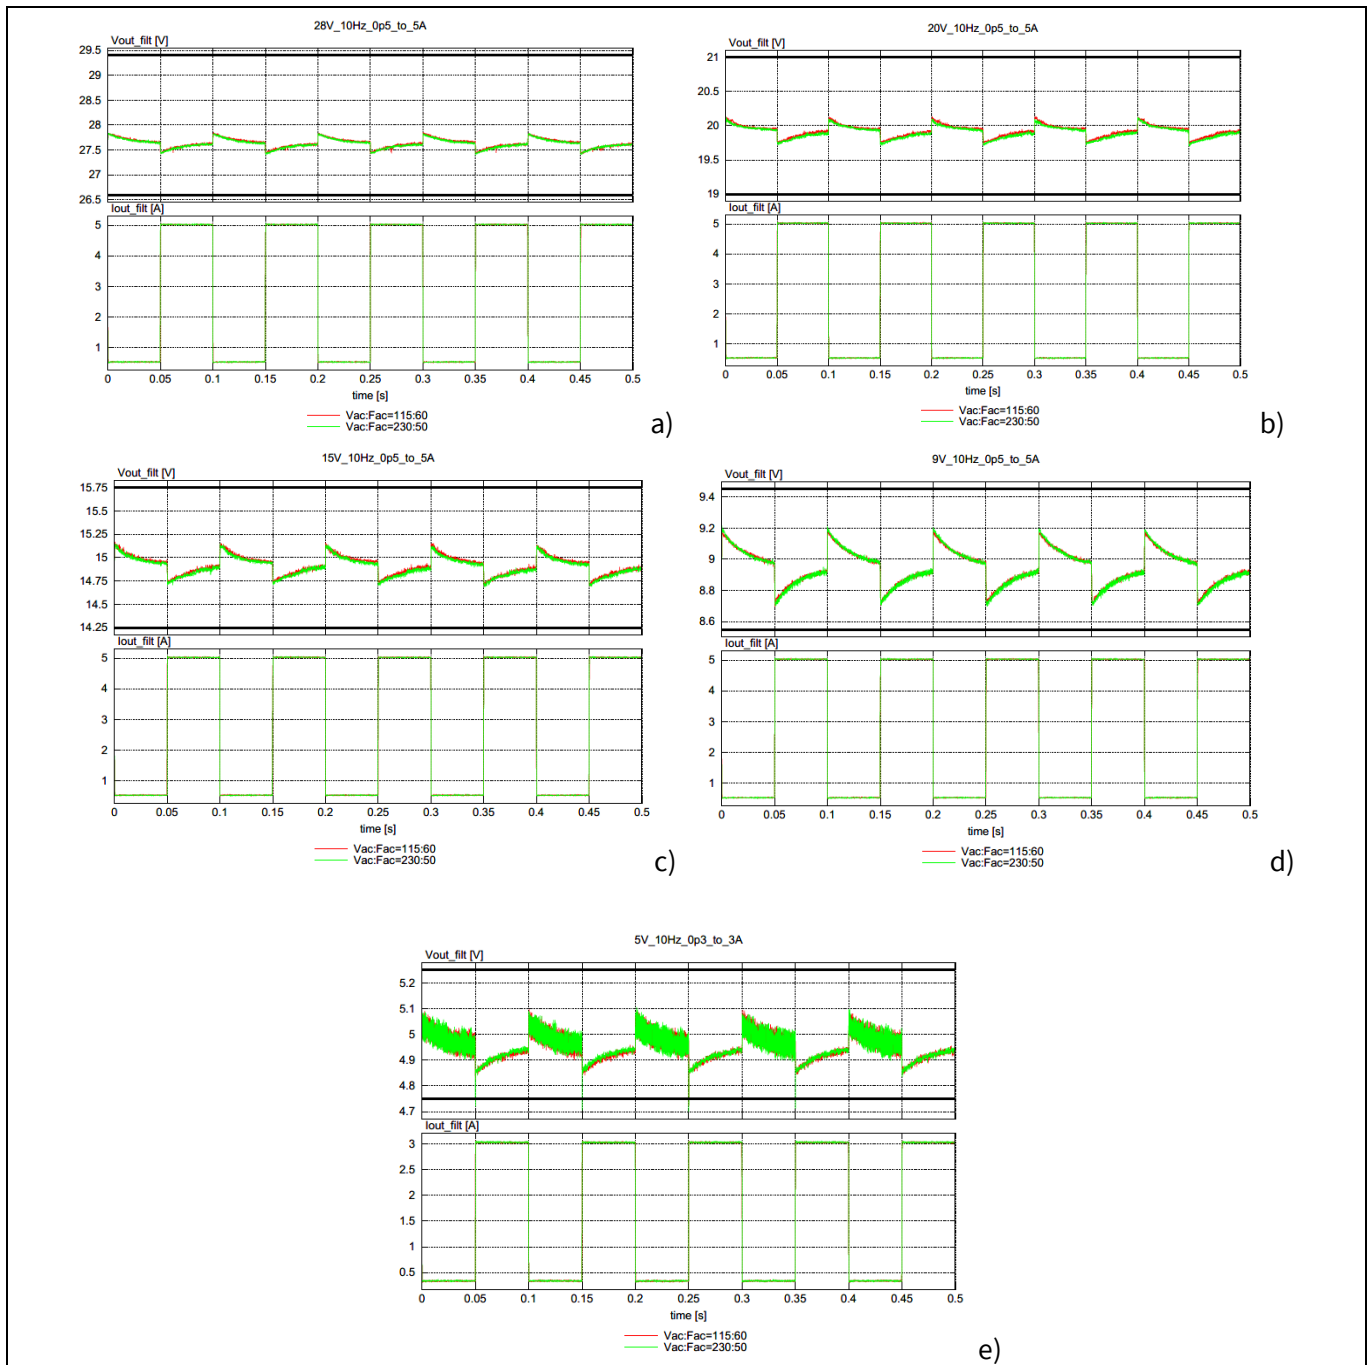 28V_10Hz_0p5_to_5A
Vout_filt [V]
29.5
29
28.5
28
27.5
27
26.5
Iout_filt [A]
5
4
3
2
1
0 0.05 0.1 0.15 0.2 0.25 0.3 0.35 0.4 0.45 0.5
time [s]
Vac:Fac=115:60
Vac:Fac=230:50
a)
20V_10Hz_0p5_to_5A
Vout_filt [V]
21
20.5
20
19.5
19
Iout_filt [A]
5
4
3
2
1
0 0.05 0.1 0.15 0.2 0.25 0.3 0.35 0.4 0.45 0.5
time [s]
Vac:Fac=115:60
Vac:Fac=230:50
b)
15V_10Hz_0p5_to_5A
Vout_filt [V]
15.75
15.5
15.25
15
14.75
14.5
14.25
Iout_filt [A]
5
4
3
2
1
0 0.05 0.1 0.15 0.2 0.25 0.3 0.35 0.4 0.45 0.5
time [s]
Vac:Fac=115:60
Vac:Fac=230:50
c)
9V_10Hz_0p5_to_5A
Vout_filt [V]
9.4
9.2
9
8.8
8.6
Iout_filt [A]
5
4
3
2
1
0 0.05 0.1 0.15 0.2 0.25 0.3 0.35 0.4 0.45 0.5
time [s]
Vac:Fac=115:60
Vac:Fac=230:50
d)
5V_10Hz_0p3_to_3A
Vout_filt [V]
5.2
5.1
5
4.9
4.8
4.7
Iout_filt [A]
3
2.5
2
1.5
1
0.5
0 0.05 0.1 0.15 0.2 0.25 0.3 0.35 0.4 0.45 0.5
time [s]
Vac:Fac=115:60
Vac:Fac=230:50
e)